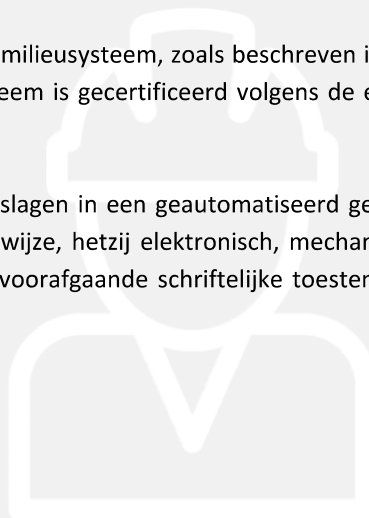 milieusysteem, zoals beschreven i
eem is gecertificeerd volgens de e
slagen in een geautomatiseerd ge
wijze, hetzij elektronisch, mechan
voorafgaande schriftelijke toester